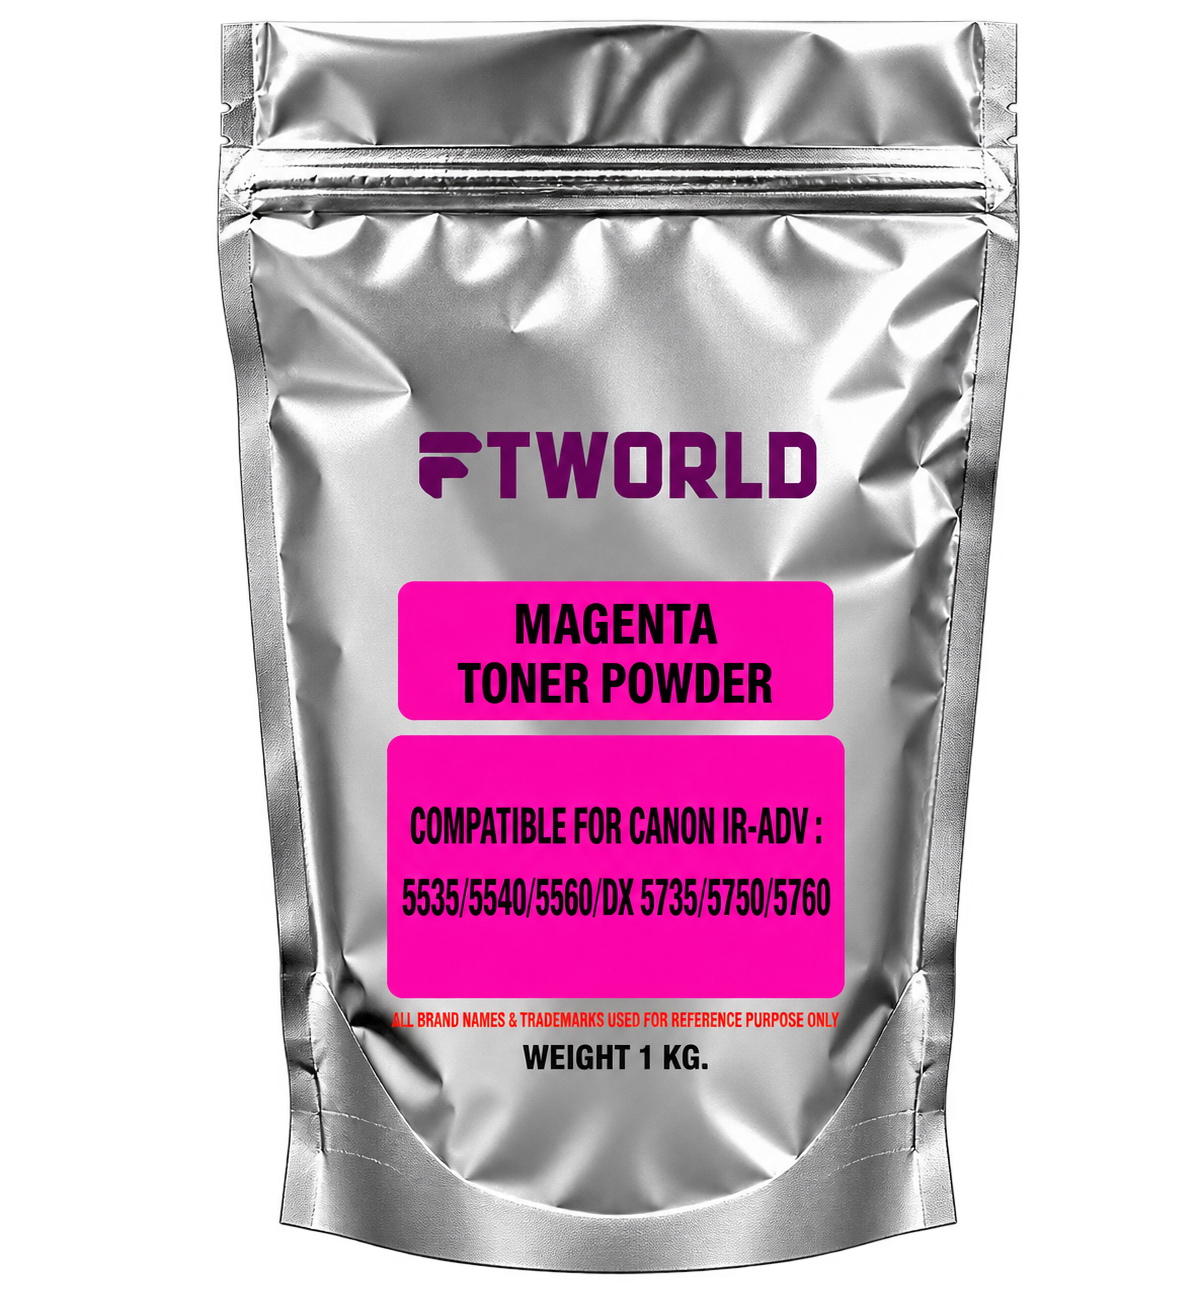 FTWORLD
MAGENTA
TONER POWDER
COMPATIBLE FOR CANON IR-ADV :
5535/5540/5560/DX 5735/5750/5760
ALL BRAND NAMES & TRADEMARKS USED FOR REFERENCE PURPOSE ONLY
WEIGHT 1 KG.